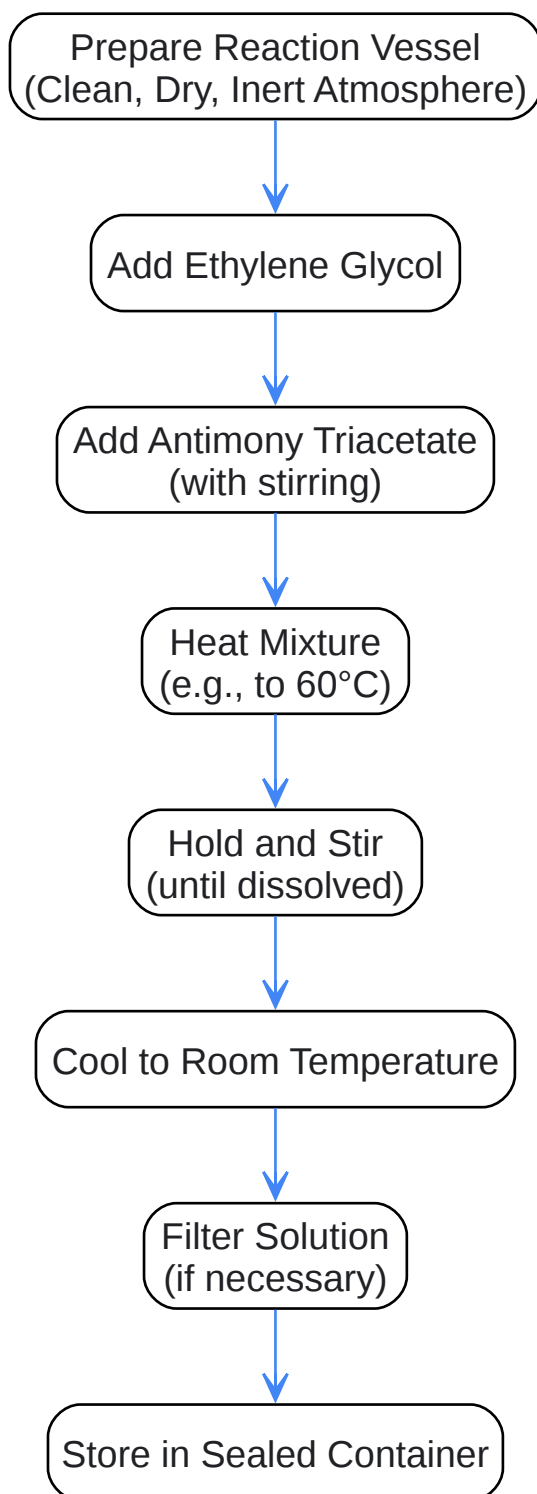 Prepare Reaction Vessel
(Clean, Dry, Inert Atmosphere)
Add Ethylene Glycol
Add Antimony Triacetate
(with stirring)
Heat Mixture
(e.g., to 60°C)
Hold and Stir
(until dissolved)
Cool to Room Temperature
Filter Solution
(if necessary)
Store in Sealed Container